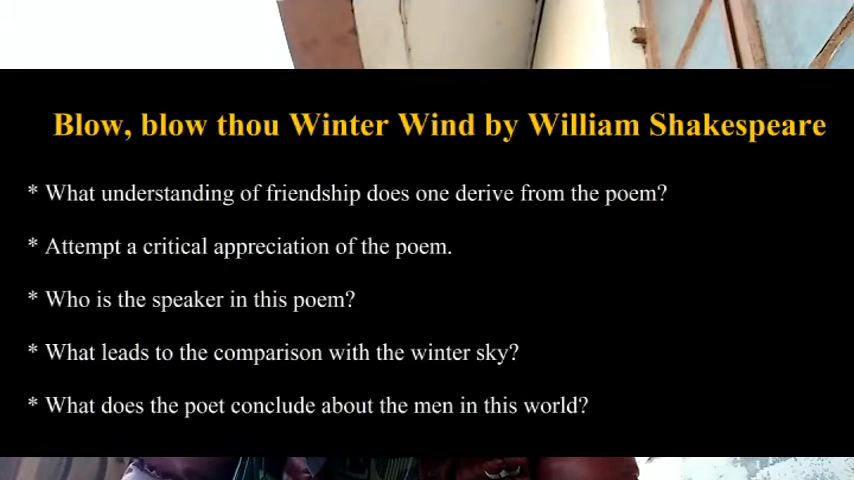 Blow, blow thou Winter Wind by William Shakespeare
* What understanding of friendship does one derive from the poem?
* Attempt a critical appreciation of the poem.
* Who is the speaker in this poem?
* What leads to the comparison with the winter sky?
* What does the poet conclude about the men in this world?